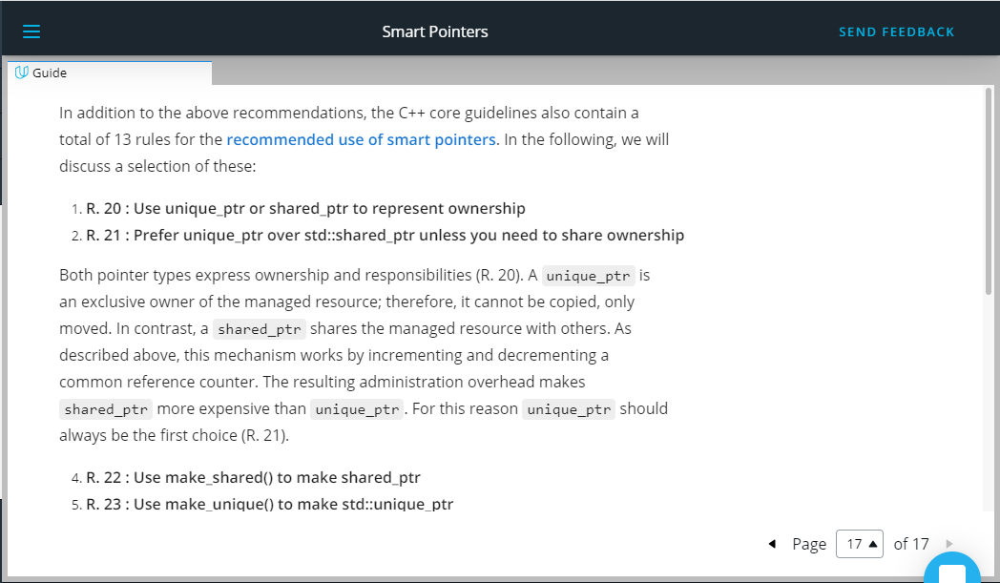 Smart Pointers
SEND FEEDBACK
Guide
In addition to the above recommendations, the C++ core guidelines also contain a
total of 13 rules for the recommended use of smart pointers. In the following, we will
discuss a selection of these:
1. R. 20 : Use unique_ptr or shared_ptr to represent ownership
2. R. 21 : Prefer unique_ptr over std::shared_ptr unless you need to share ownership
Both pointer types express ownership and responsibilities (R. 20). A unique_ptr is
an exclusive owner of the managed resource; therefore, it cannot be copied, only
moved. In contrast, a shared_ptr shares the managed resource with others. As
described above, this mechanism works by incrementing and decrementing a
common reference counter. The resulting administration overhead makes
shared_ptr more expensive than unique_ptr. For this reason unique_ptr should
always be the first choice (R. 21).
4. R. 22 : Use make_shared() to make shared_ptr
5. R. 23 : Use make_unique() to make std::unique_ptr
Page 17 of 17